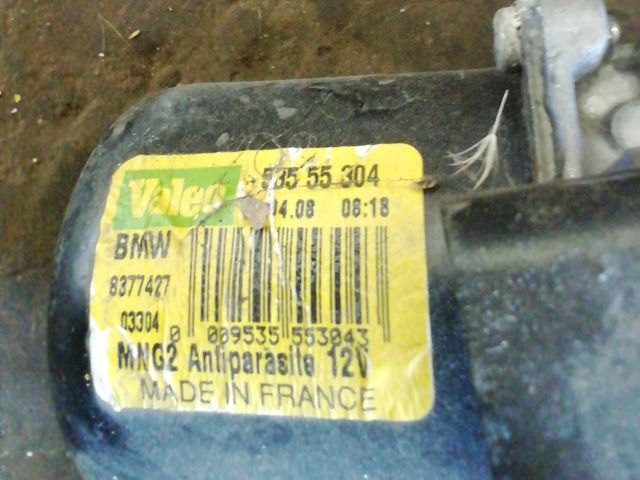 Valeo 535 55 304
04.08 08:18
BMW
8377427
03304
0 009535 553043
MNG2 Antiparasite 12V
MADE IN FRANCE